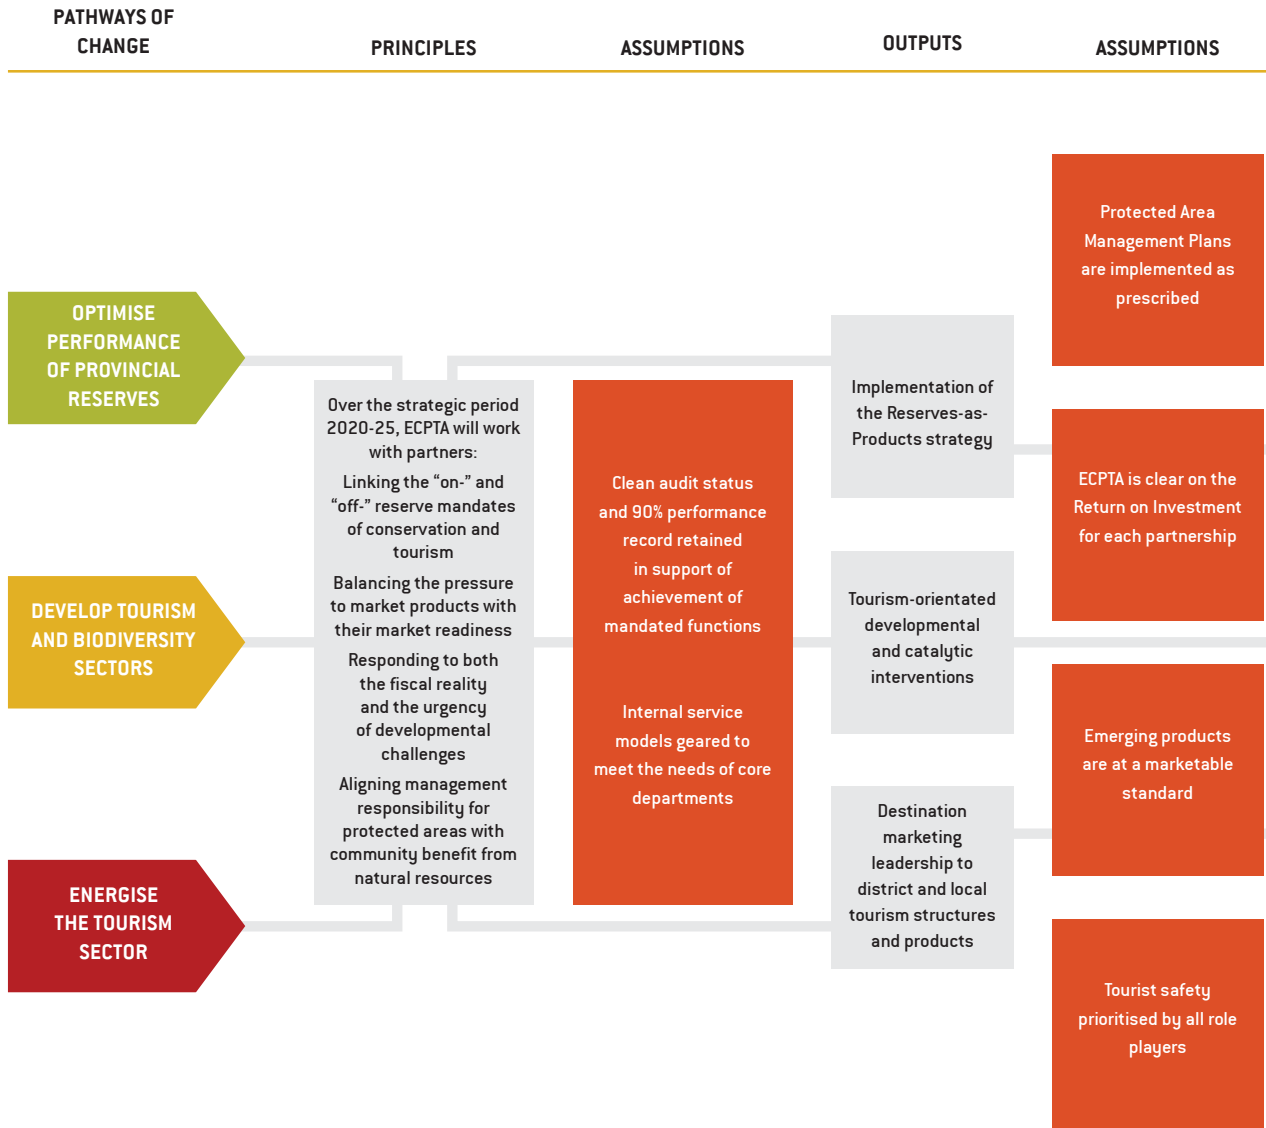 PATHWAYS OF
CHANGE
PRINCIPLES
ASSUMPTIONS
OUTPUTS
ASSUMPTIONS
OPTIMISE
PERFORMANCE
OF PROVINCIAL
RESERVES
DEVELOP TOURISM
AND BIODIVERSITY
SECTORS
ENERGISE
THE TOURISM
SECTOR
Over the strategic period
2020-25, ECPTA will work
with partners:
Linking the “on-” and
“off-” reserve mandates
of conservation and
tourism
Balancing the pressure
to market products with
their market readiness
Responding to both
the fiscal reality
and the urgency
of developmental
challenges
Aligning management
responsibility for
protected areas with
community benefit from
natural resources
Clean audit status
and 90% performance
record retained
in support of
achievement of
mandated functions
Internal service
models geared to
meet the needs of core
departments
Implementation of
the Reserves-as-
Products strategy
Tourism-orientated
developmental
and catalytic
interventions
Destination
marketing
leadership to
district and local
tourism structures
and products
Protected Area
Management Plans
are implemented as
prescribed
ECPTA is clear on the
Return on Investment
for each partnership
Emerging products
are at a marketable
standard
Tourist safety
prioritised by all role
players